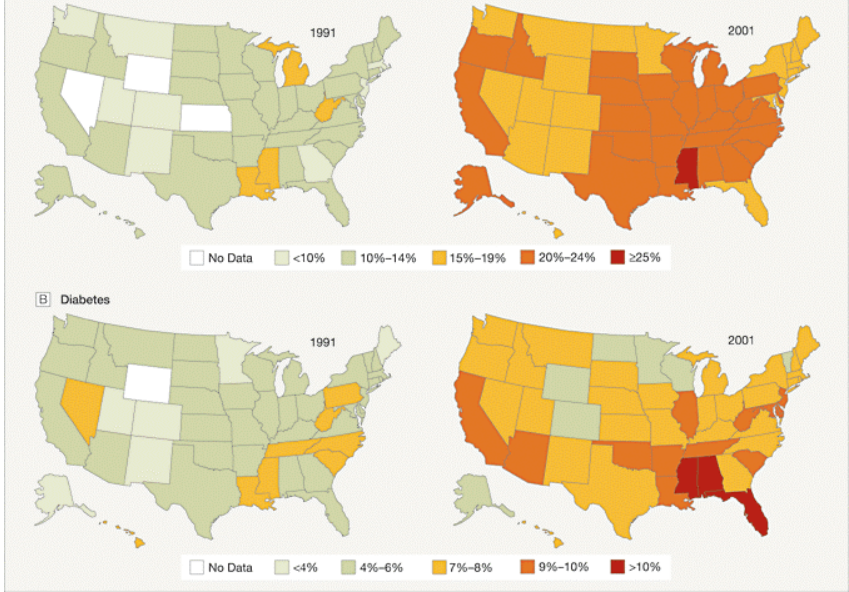 1991
2001
No Data <10% 10%–14% 15%–19% 20%–24% ≥25%
B Diabetes
1991
2001
No Data <4% 4%–6% 7%–8% 9%–10% >10%